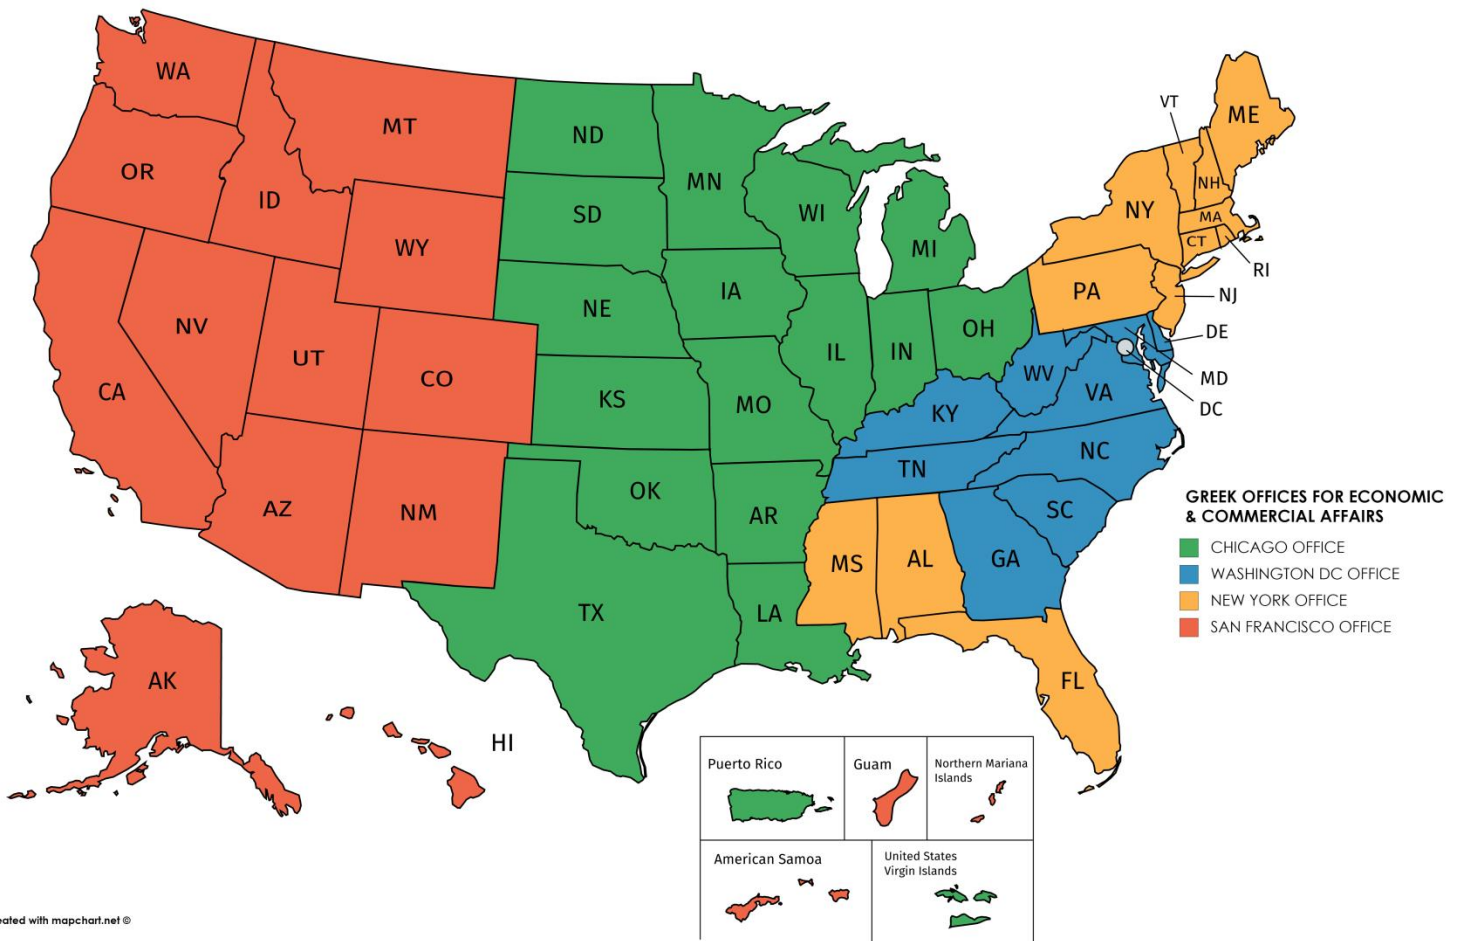 WA
MT
ND
MN
VT
ME
OR
ID
SD
WI
MI
NY
NH
MA
CT
RI
WY
NV
UT
CO
NE
IA
IL
IN
OH
PA
NJ
DE
MD
DC
CA
KS
MO
KY
WV
VA
AZ
NM
OK
AR
TN
NC
SC
MS
AL
GA
TX
LA
FL
AK
HI
GREEK OFFICES FOR ECONOMIC
& COMMERCIAL AFFAIRS
CHICAGO OFFICE
WASHINGTON DC OFFICE
NEW YORK OFFICE
SAN FRANCISCO OFFICE
Puerto Rico
Guam
Northern Mariana
Islands
American Samoa
United States
Virgin Islands
eated with mapchart.net ©